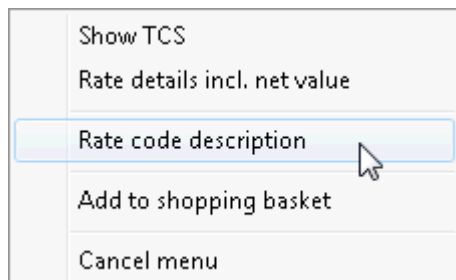 Show TCS
Rate details incl. net value
Rate code description
Add to shopping basket
Cancel menu